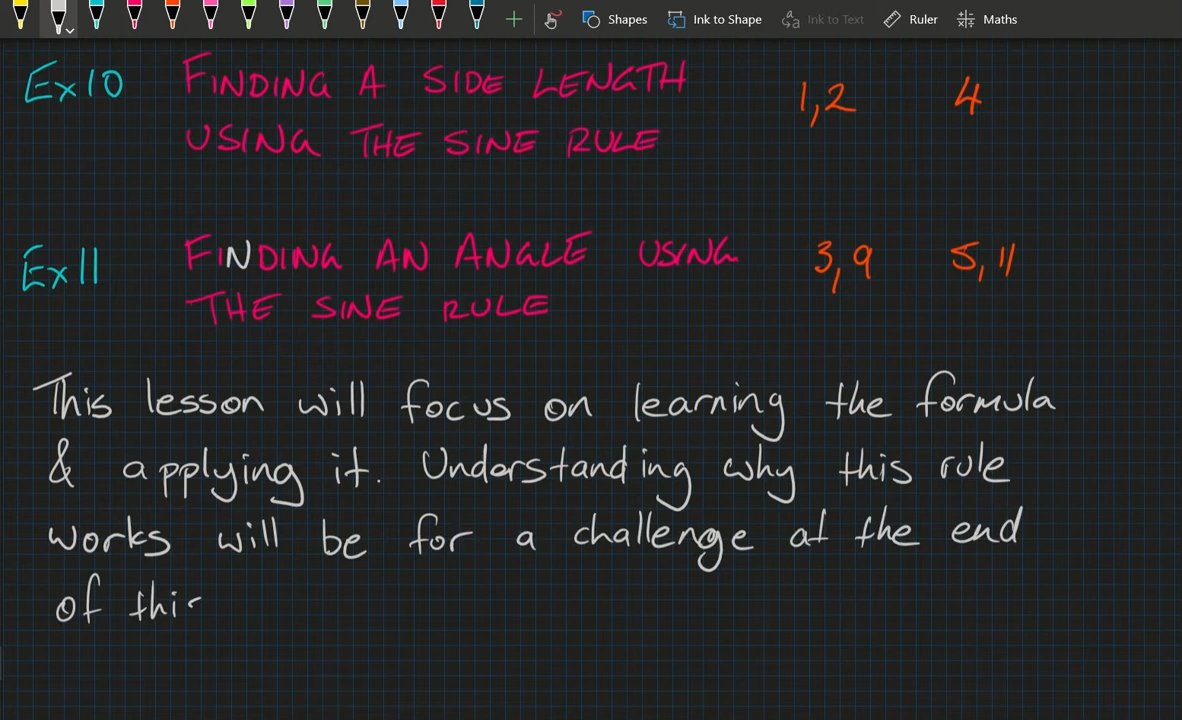 Shapes Ink to Shape Ink to Text Ruler Maths
Ex10 FINDING A SIDE LENGTH 1,2 4
USING THE SINE RULE
Ex11 FINDING AN ANGLE USING 3,9 5,11
THE SINE RULE
This lesson will focus on learning the formula
& applying it. Understanding why this rule
works will be for a challenge at the end
of this